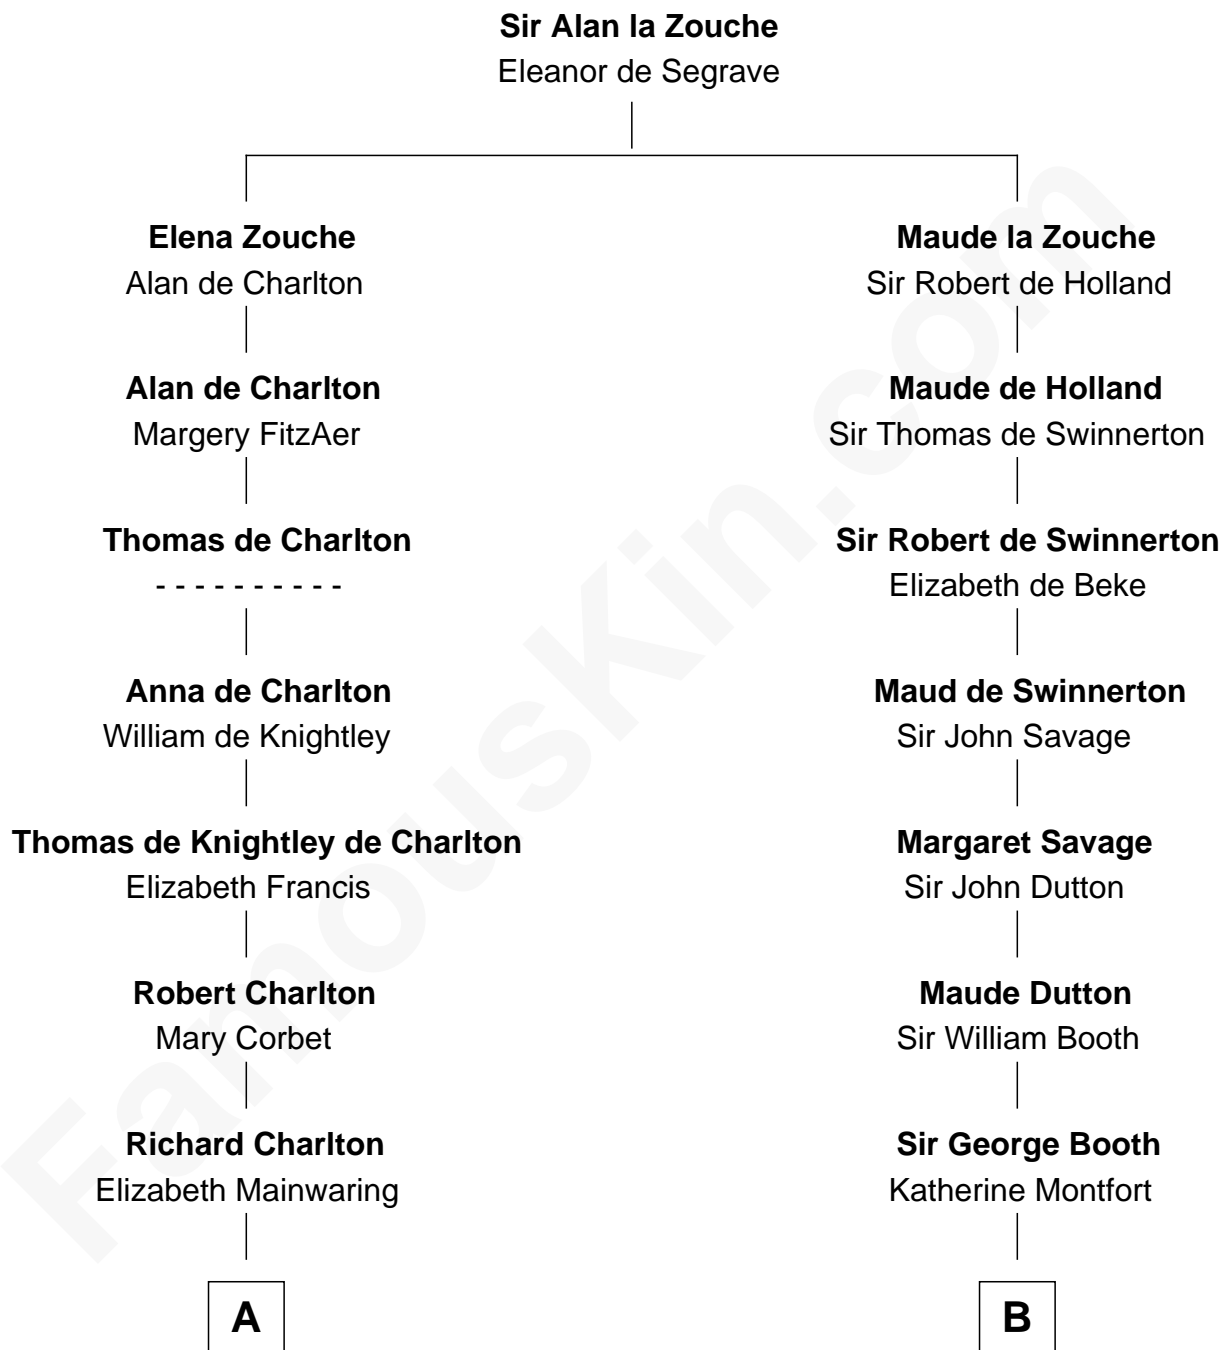 Sir Alan la Zouche
Eleanor de Segrave
Elena Zouche
Alan de Charlton
Maude la Zouche
Sir Robert de Holland
Alan de Charlton
Margery FitzAer
Maude de Holland
Sir Thomas de Swinnerton
Thomas de Charlton
- - - - - - - - - -
Sir Robert de Swinnerton
Elizabeth de Beke
Anna de Charlton
William de Knightley
Maud de Swinnerton
Sir John Savage
Thomas de Knightley de Charlton
Elizabeth Francis
Margaret Savage
Sir John Dutton
Robert Charlton
Mary Corbet
Maude Dutton
Sir William Booth
Richard Charlton
Elizabeth Mainwaring
Sir George Booth
Katherine Montfort
A
B
FamousKin.com